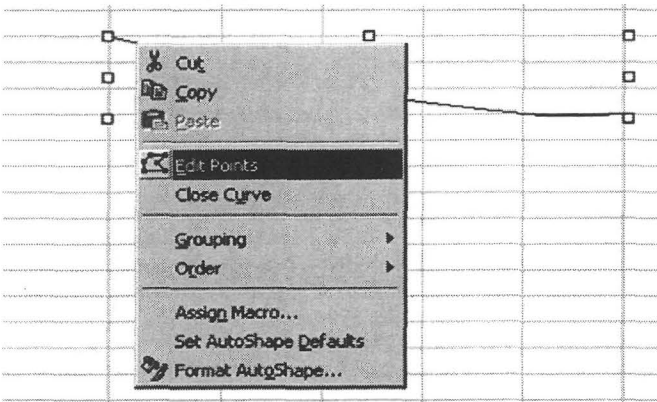 Cut
Copy
Paste
Edit Points
Close Curve
Grouping
Order
Assign Macro...
Set AutoShape Defaults
Format AutoShape...